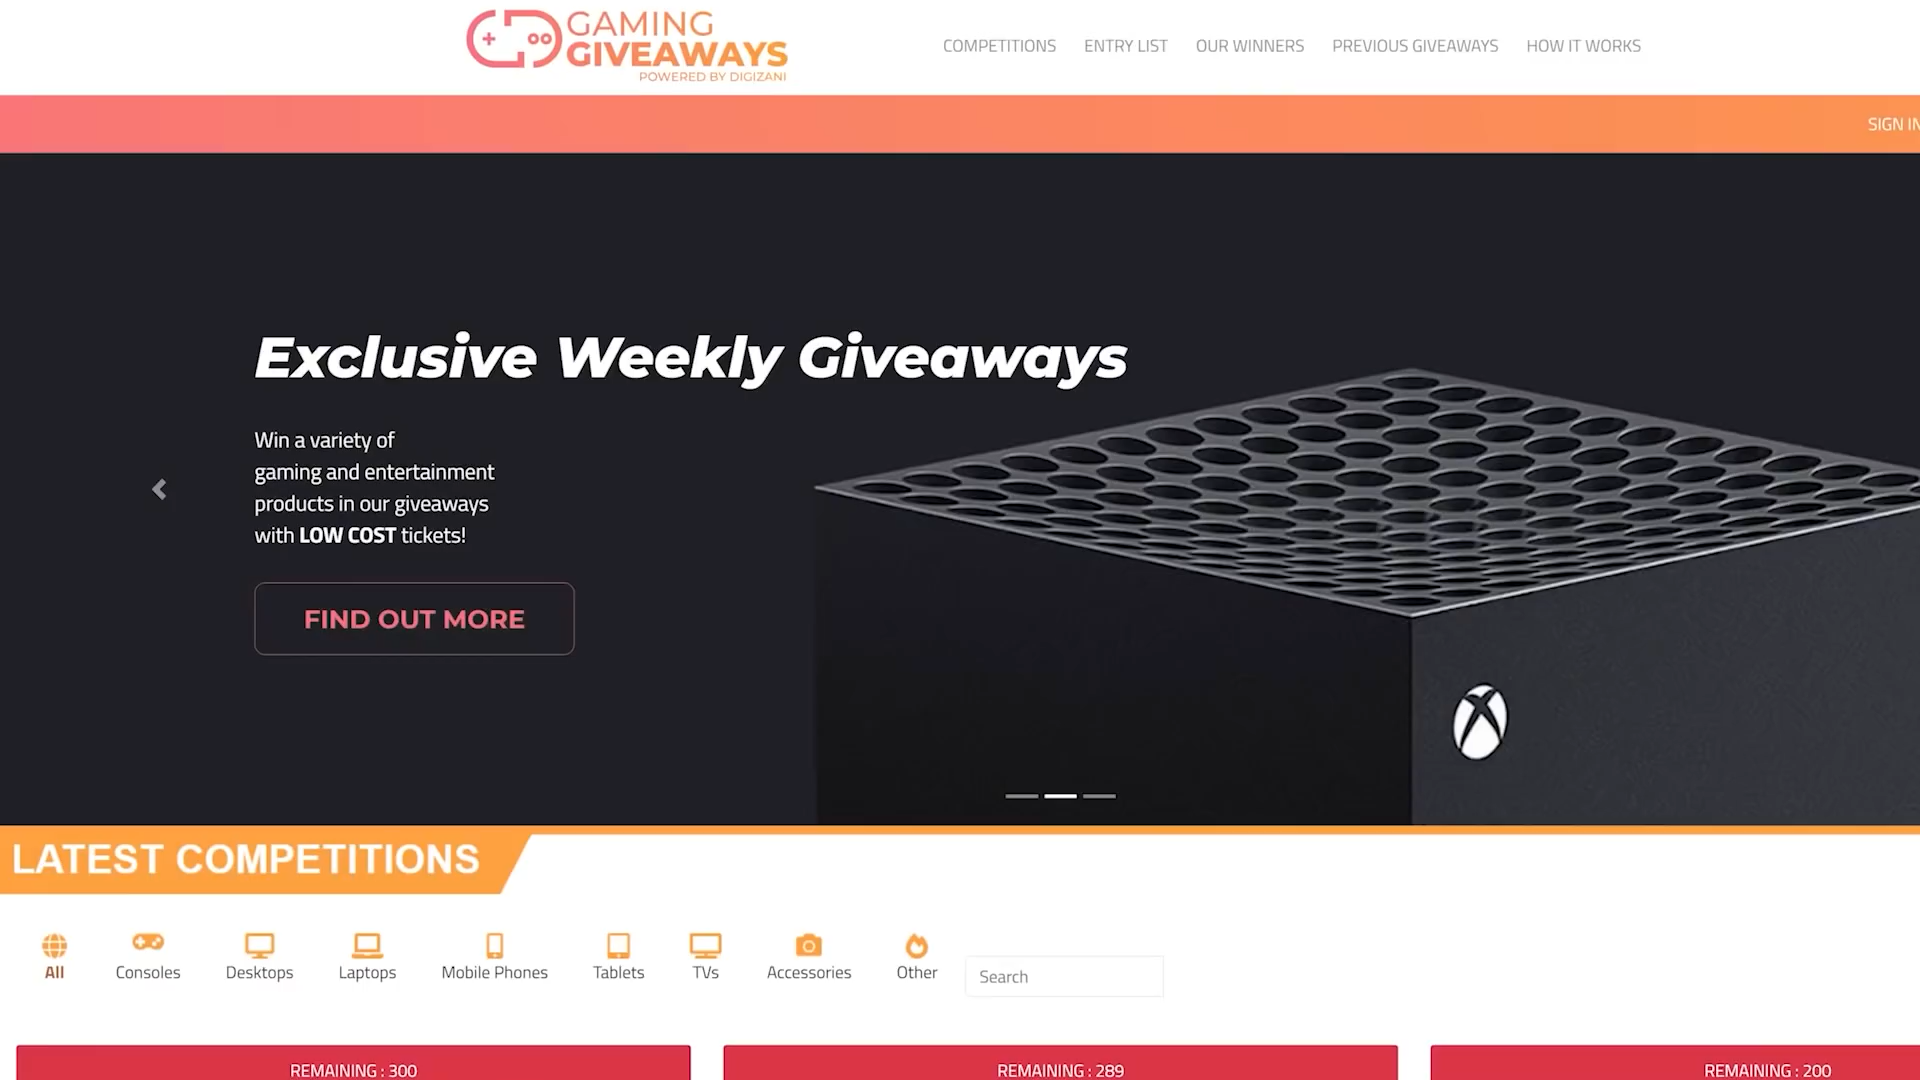 GAMING
GIVEAWAYS
POWERED BY DIGIZANI
COMPETITIONS
ENTRY LIST
OUR WINNERS
PREVIOUS GIVEAWAYS
HOW IT WORKS
SIGN IN
Exclusive Weekly Giveaways
Win a variety of
gaming and entertainment
products in our giveaways
with LOW COST tickets!
FIND OUT MORE
LATEST COMPETITIONS
All
Consoles
Desktops
Laptops
Mobile Phones
Tablets
TVs
Accessories
Other
Search
REMAINING : 300
REMAINING : 289
REMAINING : 200